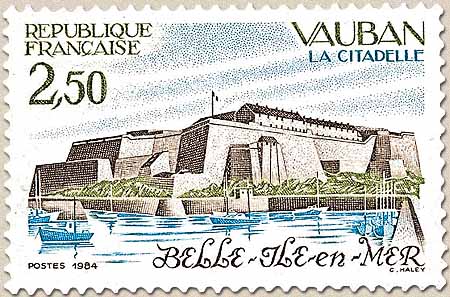 REPUBLIQUE
FRANÇAISE
2,50
VAUBAN
LA CITADELLE
BELLE-ILE-en-MER
POSTES 1984
C. HALEY